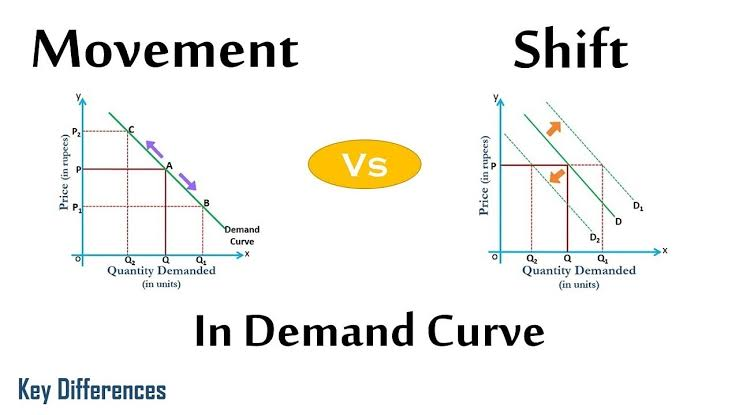 Movement
Shift
Vs
Y
P₂
P
P₁
Price (in rupees)
C
A
B
Demand
Curve
O
Q₂
Q
Q₁
X
Quantity Demanded
(in units)
Y
P
Price (in rupees)
D₁
D
D₂
O
Q₂
Q
Q₁
X
Quantity Demanded
(in units)
In Demand Curve
Key Differences